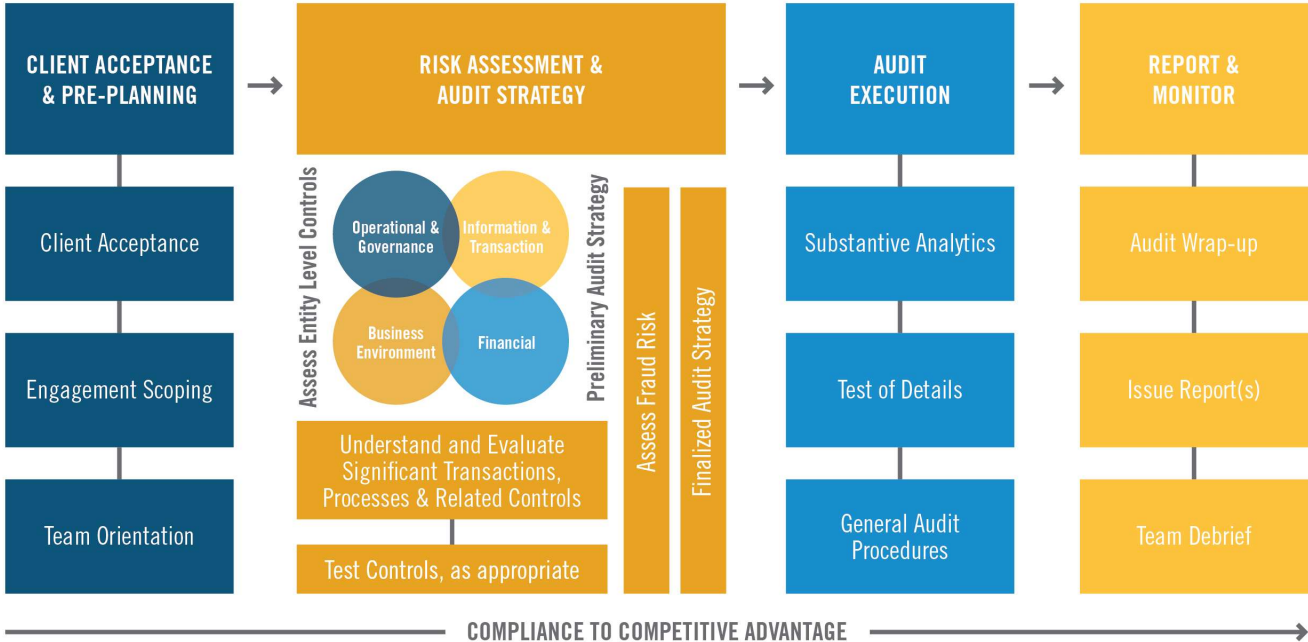 CLIENT ACCEPTANCE
& PRE-PLANNING
RISK ASSESSMENT &
AUDIT STRATEGY
AUDIT
EXECUTION
REPORT &
MONITOR
Client Acceptance
Engagement Scoping
Team Orientation
Assess Entity Level Controls
Operational &
Governance
Information &
Transaction
Business
Environment
Financial
Preliminary Audit Strategy
Understand and Evaluate
Significant Transactions,
Processes & Related Controls
Test Controls, as appropriate
Assess Fraud Risk
Finalized Audit Strategy
Substantive Analytics
Test of Details
General Audit
Procedures
Audit Wrap-up
Issue Report(s)
Team Debrief
COMPLIANCE TO COMPETITIVE ADVANTAGE